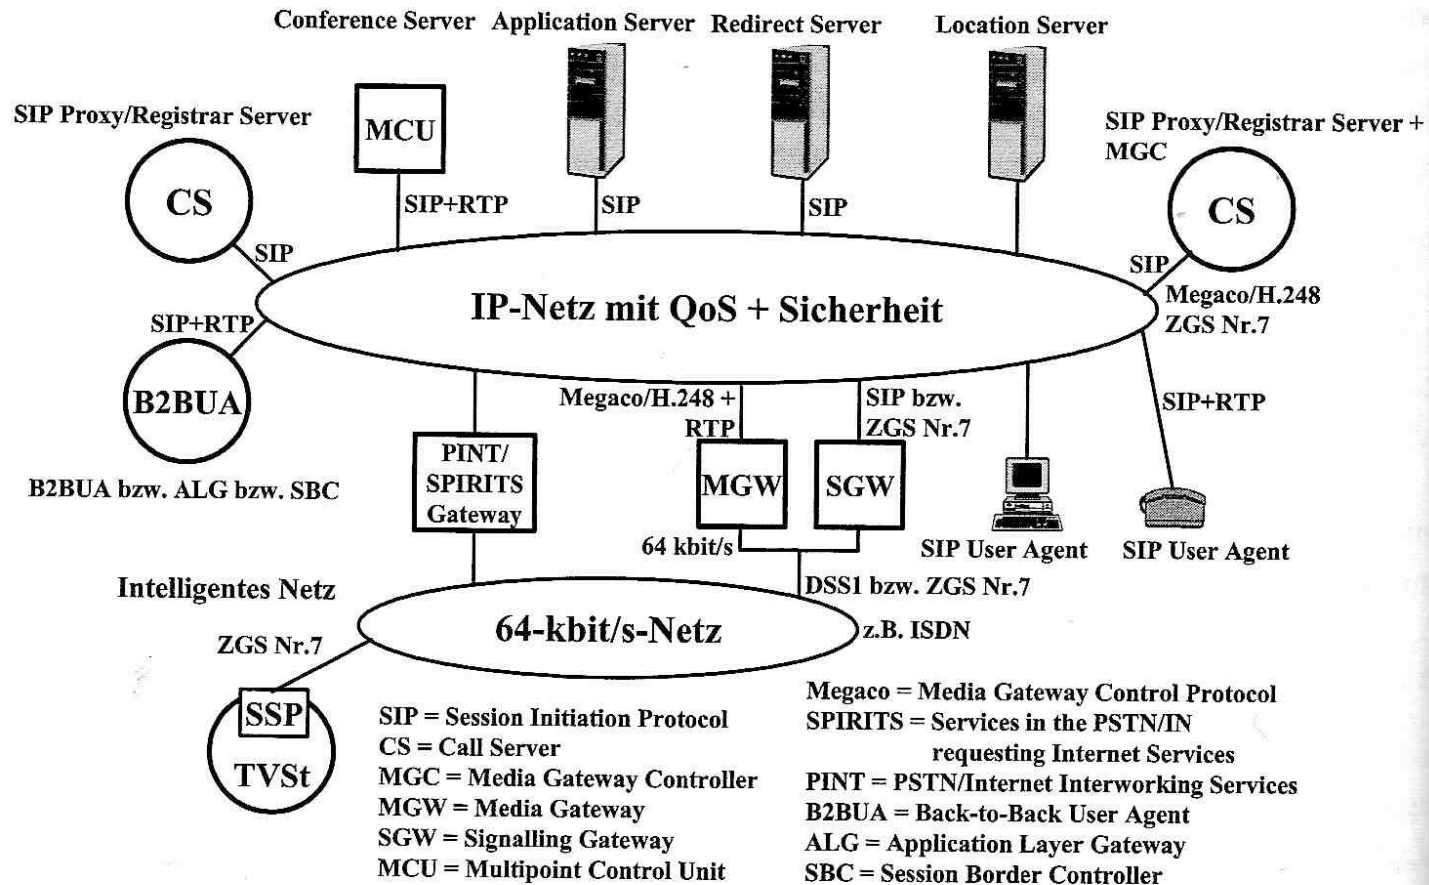 Conference Server
Application Server
Redirect Server
Location Server
SIP Proxy/Registrar Server
MCU
SIP Proxy/Registrar Server +
MGC
CS
CS
SIP+RTP
SIP
SIP
SIP
SIP
IP-Netz mit QoS + Sicherheit
Megaco/H.248
ZGS Nr.7
SIP+RTP
B2BUA
Megaco/H.248 +
RTP
SIP bzw.
ZGS Nr.7
SIP+RTP
B2BUA bzw. ALG bzw. SBC
PINT/
SPIRITS
Gateway
MGW
SGW
64 kbit/s
SIP User Agent
SIP User Agent
Intelligentes Netz
DSS1 bzw. ZGS Nr.7
64-kbit/s-Netz
z.B. ISDN
ZGS Nr.7
SSP
TVSt
SIP = Session Initiation Protocol
CS = Call Server
MGC = Media Gateway Controller
MGW = Media Gateway
SGW = Signalling Gateway
MCU = Multipoint Control Unit
Megaco = Media Gateway Control Protocol
SPIRITS = Services in the PSTN/IN
requesting Internet Services
PINT = PSTN/Internet Interworking Services
B2BUA = Back-to-Back User Agent
ALG = Application Layer Gateway
SBC = Session Border Controller